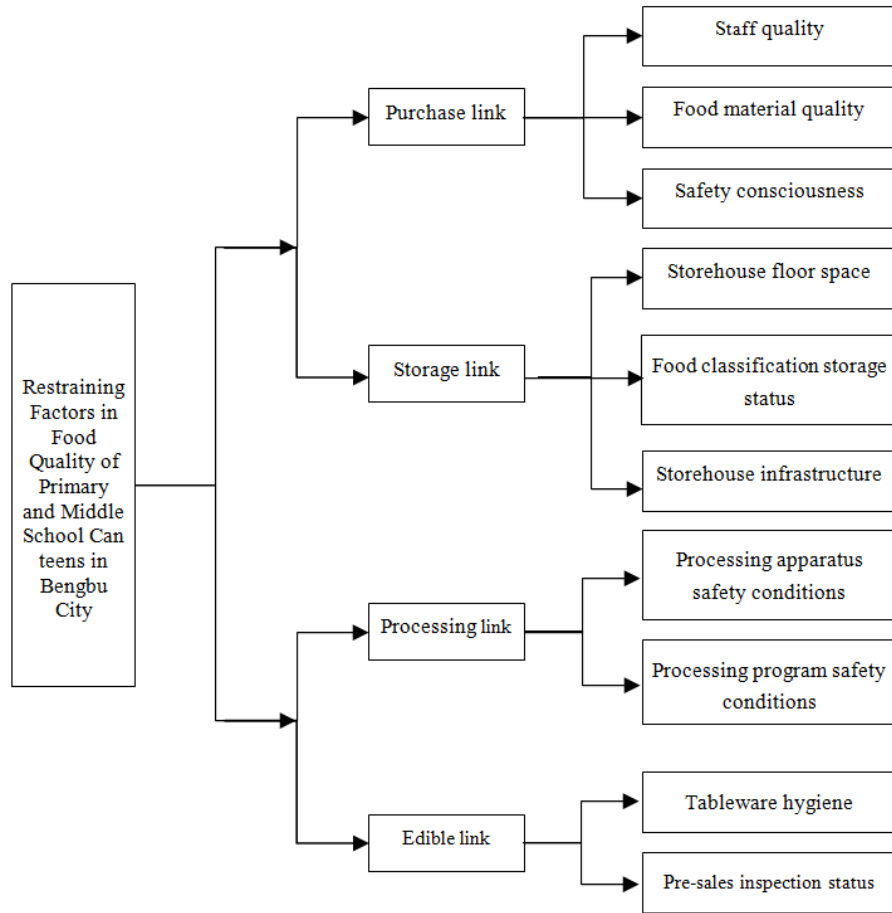 Restraining
Factors in
Food
Quality of
Primary
and Middle
School Can
teens in
Bengbu
City
Purchase link
Staff quality
Food material quality
Safety consciousness
Storage link
Storehouse floor space
Food classification storage
status
Storehouse infrastructure
Processing link
Processing apparatus
safety conditions
Processing program safety
conditions
Edible link
Tableware hygiene
Pre-sales inspection status